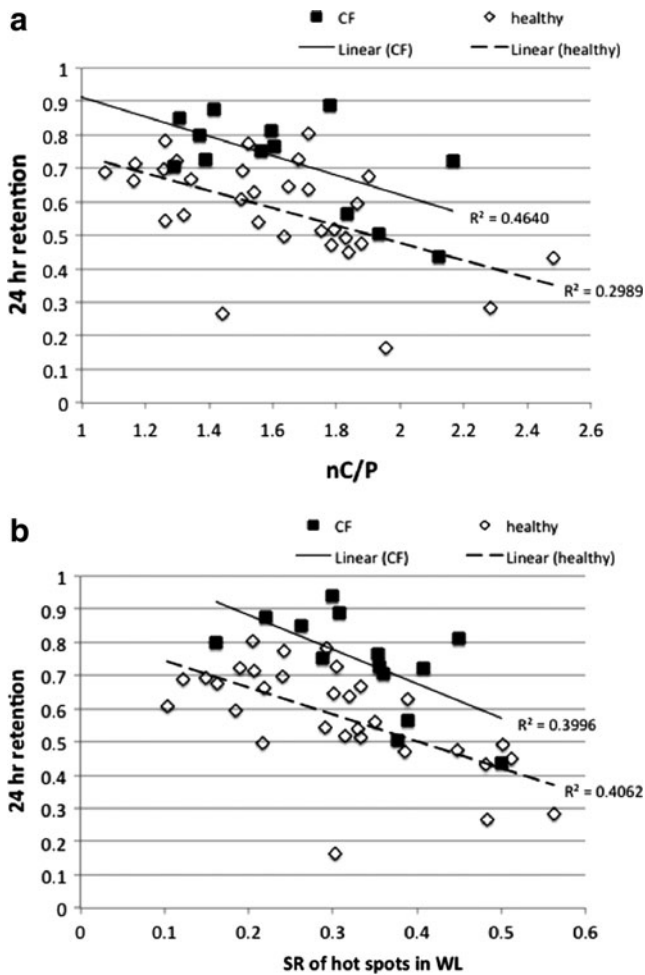 a
CF healthy
Linear (CF) Linear (healthy)
1
0.9
0.8
0.7
0.6
0.5
0.4
0.3
0.2
0.1
0
24 hr retention
R² = 0.4640
R² = 0.2989
1 1.2 1.4 1.6 1.8 2 2.2 2.4 2.6
nC/P
b
CF healthy
Linear (CF) Linear (healthy)
1
0.9
0.8
0.7
0.6
0.5
0.4
0.3
0.2
0.1
0
24 hr retention
R² = 0.3996
R² = 0.4062
0 0.1 0.2 0.3 0.4 0.5 0.6
SR of hot spots in WL